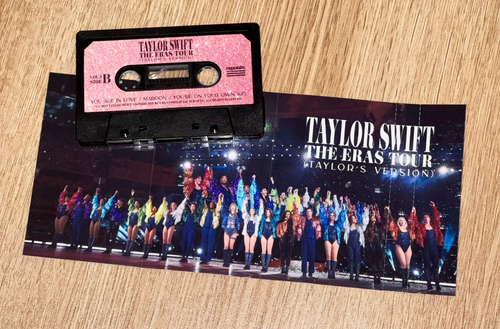 TAYLOR SWIFT
THE ERAS TOUR
(TAYLOR'S VERSION)
SIDE B
republic
YOU ARE IN LOVE / MAROON / YOU'RE ON YOUR OWN, KID
TAYLOR SWIFT
THE ERAS TOUR
(TAYLOR'S VERSION)